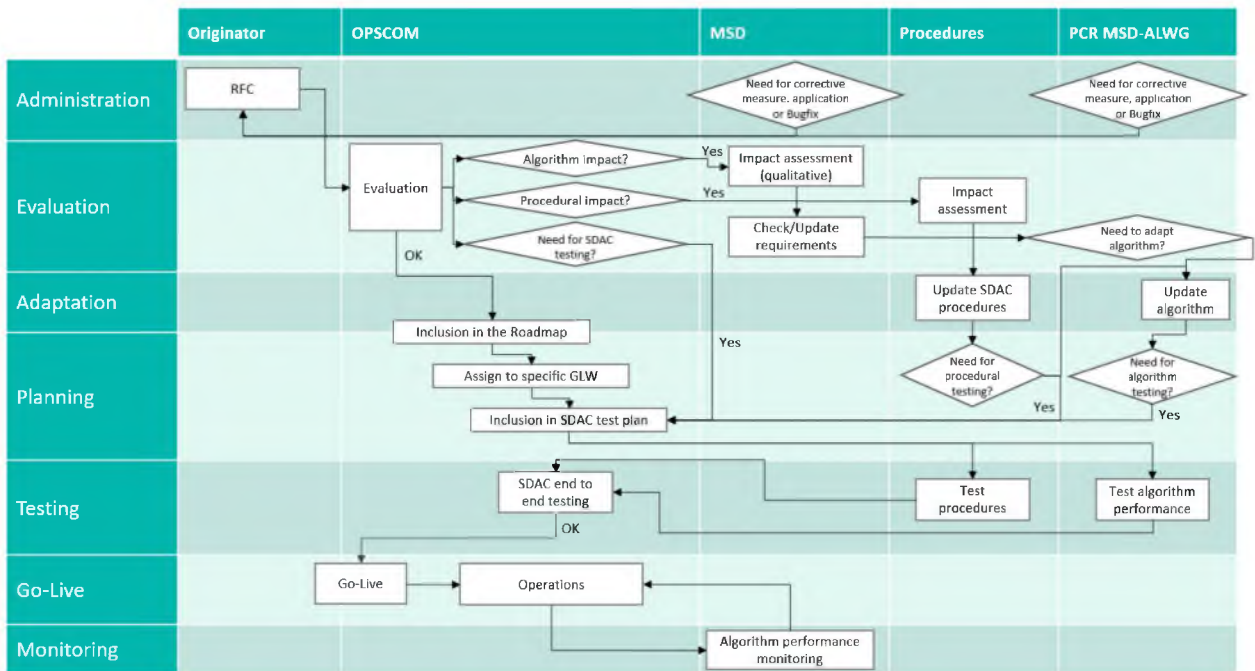 Originator
OPSCOM
MSD
Procedures
PCR MSD-ALWG
Administration
RFC
Need for corrective
measure, application
or Bugfix
Need for corrective
measure, application
or Bugfix
Evaluation
Evaluation
Algorithm impact?
Yes
Impact assessment
(qualitative)
Procedural impact?
Yes
Impact
assessment
Need for SDAC
testing?
Check/Update
requirements
Need to adapt
algorithm?
OK
Adaptation
Update SDAC
procedures
Update
algorithm
Inclusion in the Roadmap
Yes
Planning
Assign to specific GLW
Need for
procedural
testing?
Need for
algorithm
testing?
Inclusion in SDAC test plan
Yes
Yes
Testing
SDAC end to
end testing
Test
procedures
Test algorithm
performance
OK
Go-Live
Go-Live
Operations
Monitoring
Algorithm performance
monitoring